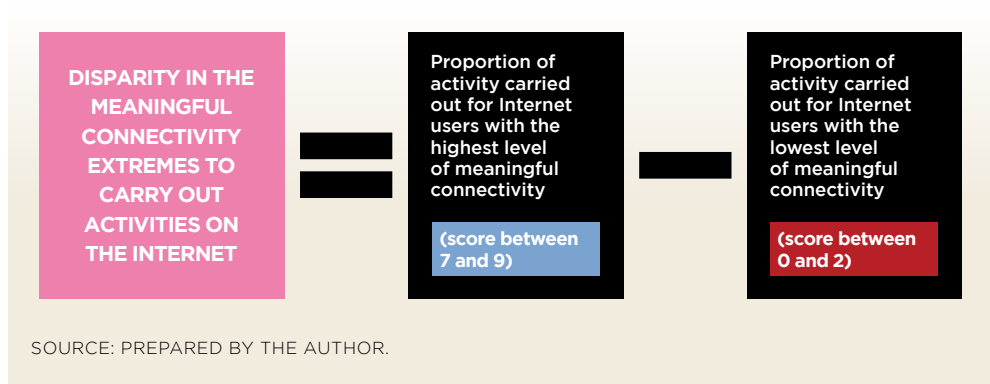 DISPARITY IN THE
MEANINGFUL
CONNECTIVITY
EXTREMES TO
CARRY OUT
ACTIVITIES ON
THE INTERNET
Proportion of
activity carried
out for Internet
users with the
highest level
of meaningful
connectivity
(score between
7 and 9)
Proportion of
activity carried
out for Internet
users with the
lowest level
of meaningful
connectivity
(score between
0 and 2)
SOURCE: PREPARED BY THE AUTHOR.